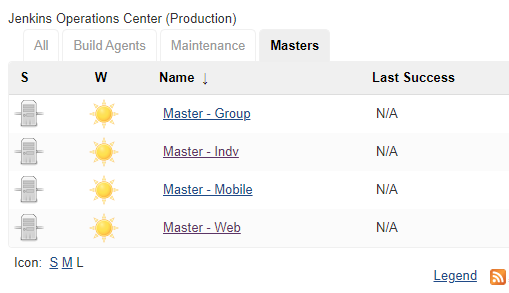 Jenkins Operations Center (Production)
All Build Agents Maintenance Masters
S W Name ↓ Last Success
Master - Group N/A
Master - Indv N/A
Master - Mobile N/A
Master - Web N/A
Icon: S M L
Legend